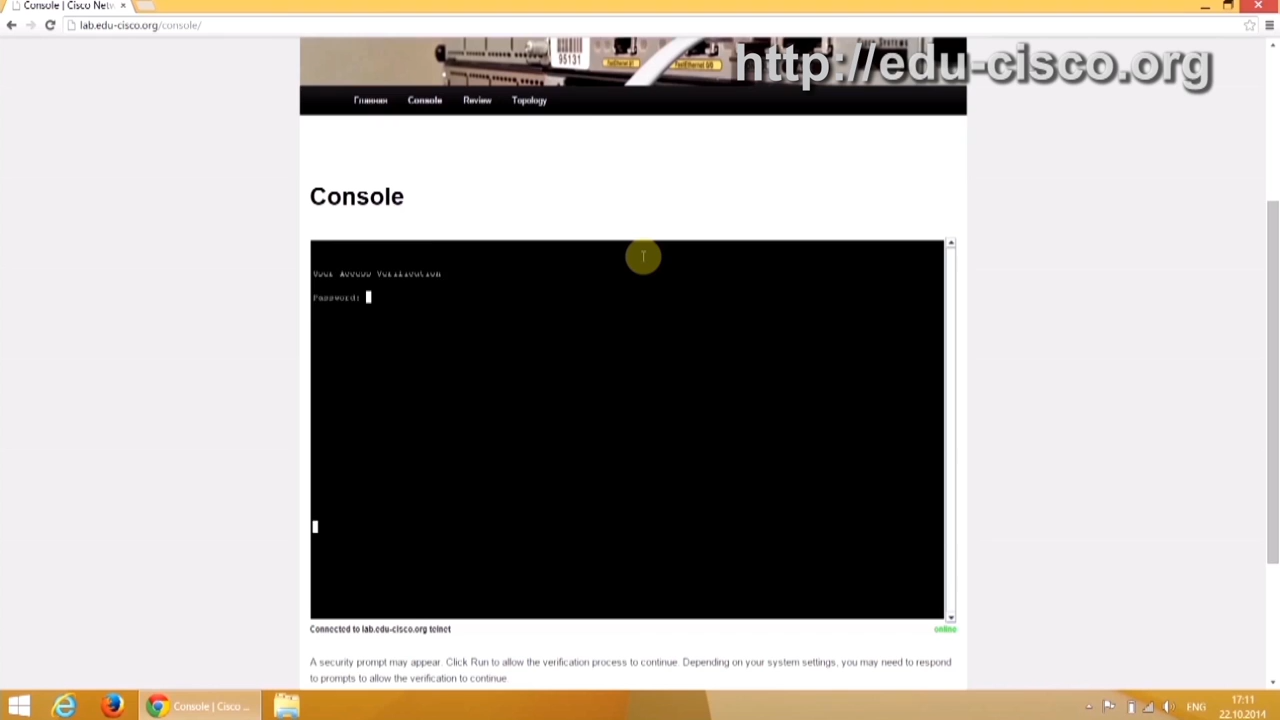 Console | Cisco Net
lab.edu-cisco.org/console/
95131
http://edu-cisco.org
Главная Console Review Topology
Console
User Access Verification
Password:
Connected to lab.edu-cisco.org telnet
online
A security prompt may appear. Click Run to allow the verification process to continue. Depending on your system settings, you may need to respond
to prompts to allow the verification to continue
Console | Cisco ...
ENG
17:11
22.10.2014